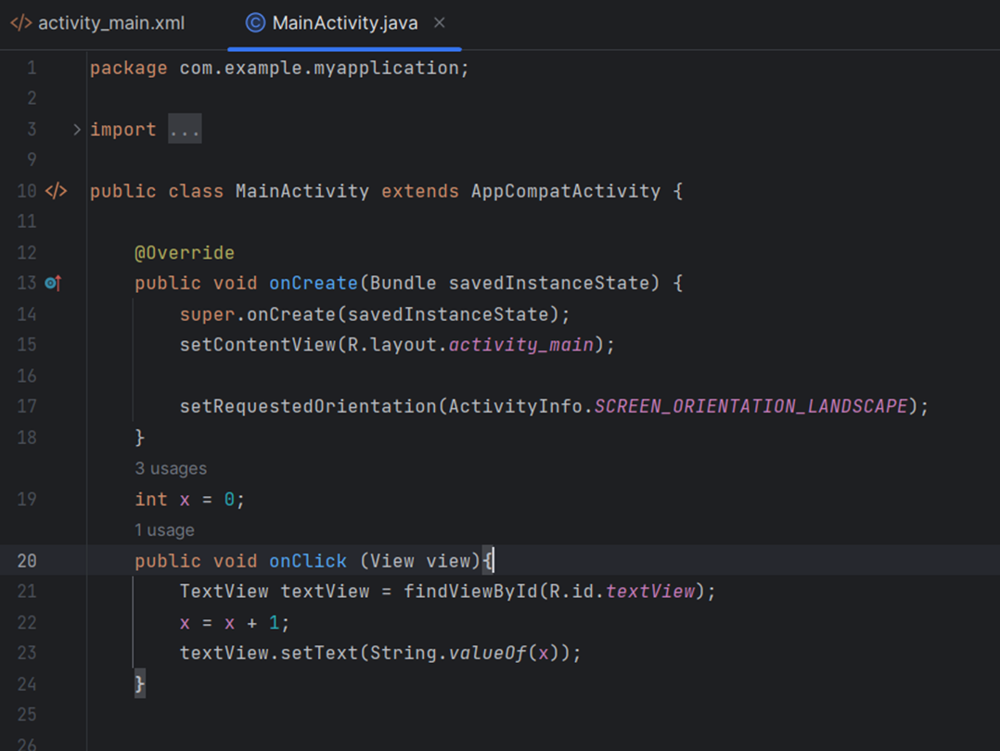 </> activity_main.xml © MainActivity.java ×
1 package com.example.myapplication;
2
3 > import ...
9
10 </> public class MainActivity extends AppCompatActivity {
11
12 @Override
13 public void onCreate(Bundle savedInstanceState) {
14 super.onCreate(savedInstanceState);
15 setContentView(R.layout.activity_main);
16
17 setRequestedOrientation(ActivityInfo.SCREEN_ORIENTATION_LANDSCAPE);
18 }
3 usages
19 int x = 0;
1 usage
20 public void onClick (View view){
21 TextView textView = findViewById(R.id.textView);
22 x = x + 1;
23 textView.setText(String.valueOf(x));
24 }
25
26